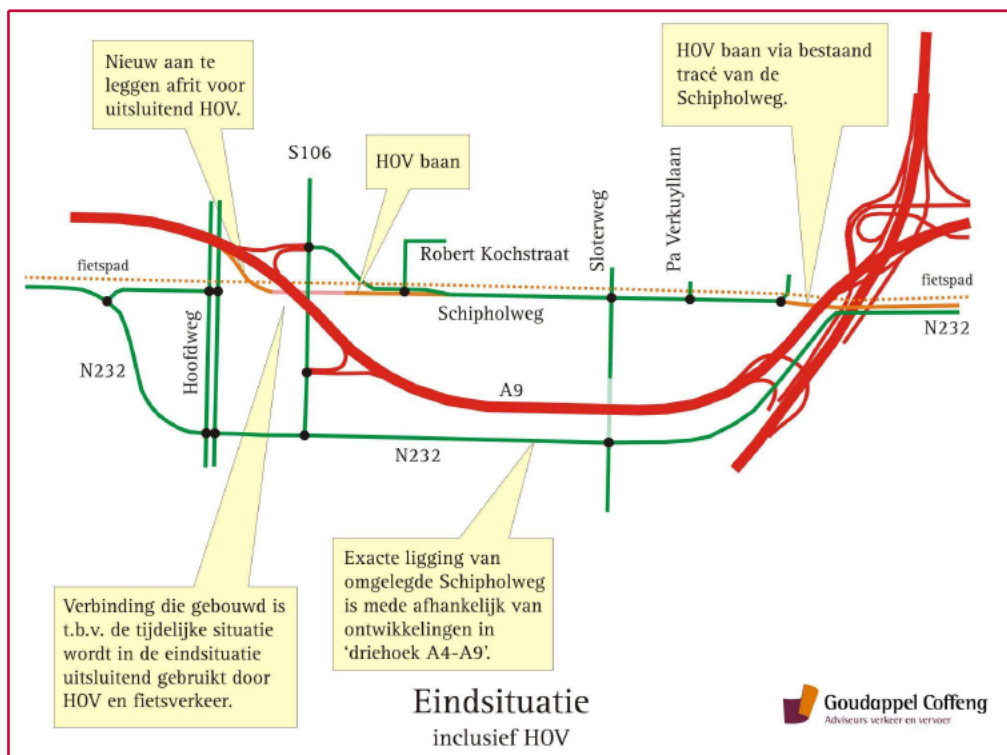 Nieuw aan te
leggen afrit voor
uitsluitend HOV.
HOV baan via bestaand
tracé van de
Schipholweg.
S106
HOV baan
Sloterweg
Pa Verkuyllaan
Robert Kochstraat
fietspad
fietspad
Schipholweg
N232
Hoofdweg
N232
A9
N232
Exacte ligging van
omgelegde Schipholweg
is mede afhankelijk van
ontwikkelingen in
'driehoek A4-A9'.
Verbinding die gebouwd is
t.b.v. de tijdelijke situatie
wordt in de eindsituatie
uitsluitend gebruikt door
HOV en fietsverkeer.
Eindsituatie
inclusief HOV
Goudappel Coffeng
Adviseurs verkeer en vervoer